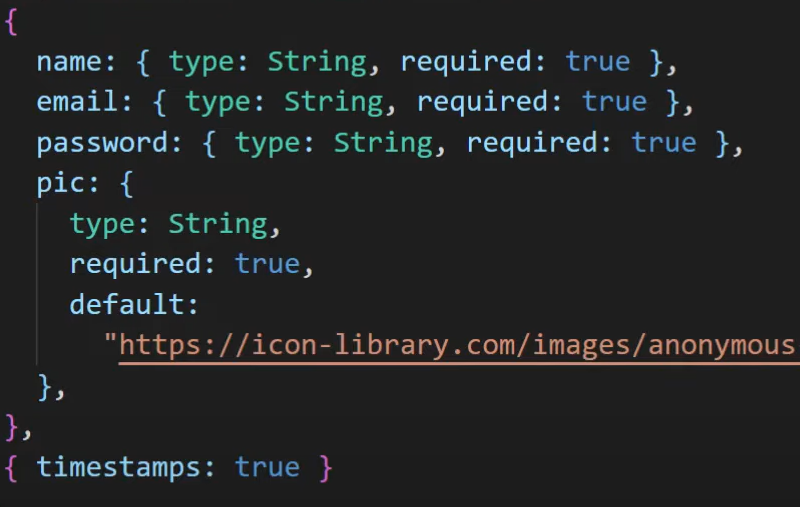 {
name: { type: String, required: true },
email: { type: String, required: true },
password: { type: String, required: true },
pic: {
type: String,
required: true,
default:
"https://icon-library.com/images/anonymous
},
},
{ timestamps: true }